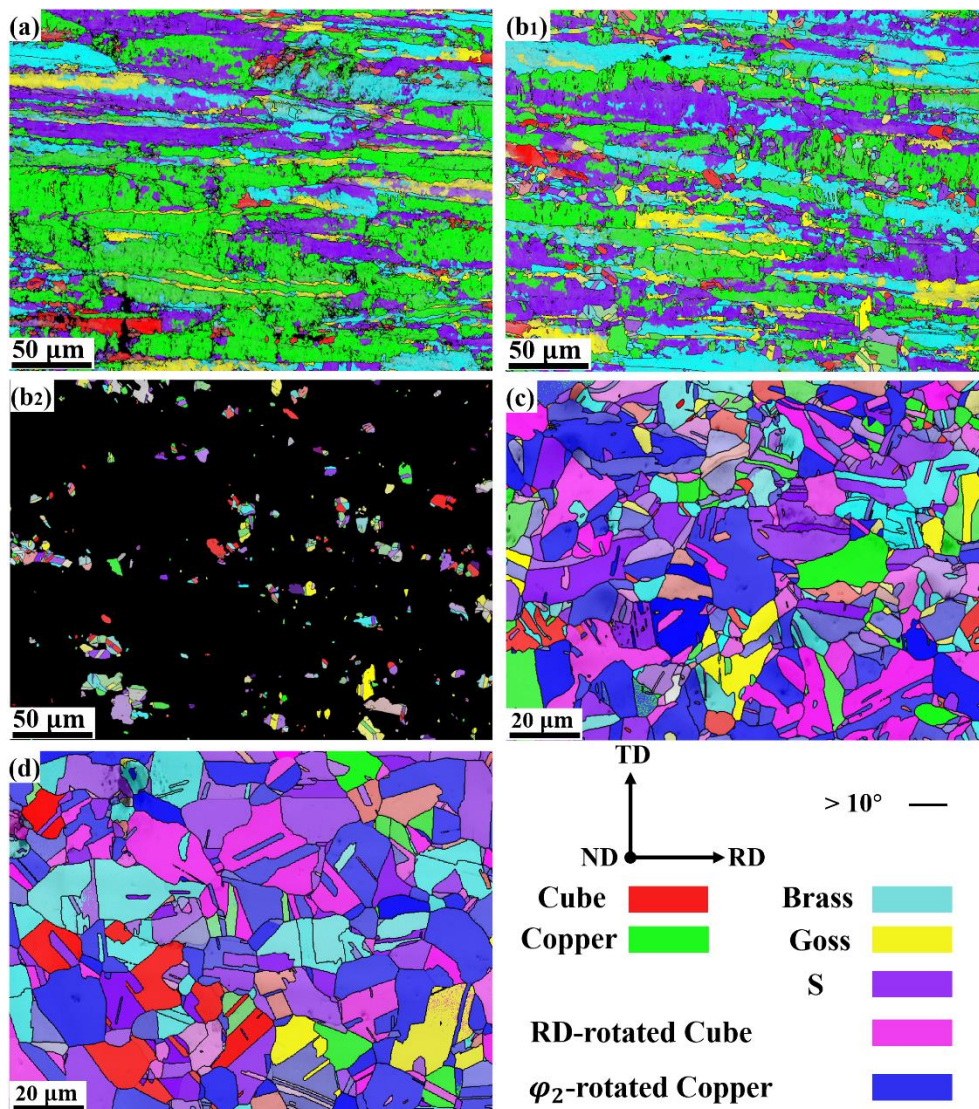 (a)
50 μm
(b1)
50 μm
(b2)
50 μm
(c)
20 μm
(d)
20 μm
TD
> 10°
ND RD
Cube Brass
Copper Goss
S
RD-rotated Cube
φ2-rotated Copper